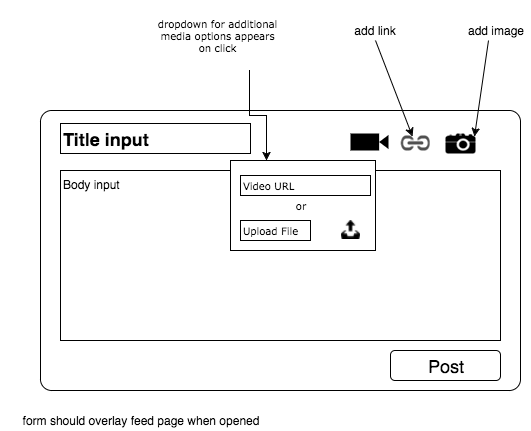 dropdown for additional
media options appears
on click
add link
add image
Title input
Body input
Video URL
or
Upload File
Post
form should overlay feed page when opened